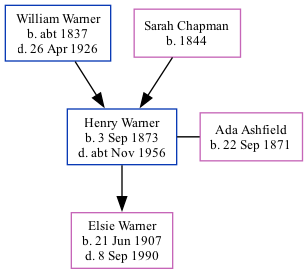 William Warner
b. abt 1837
d. 26 Apr 1926
Sarah Chapman
b. 1844
Henry Warner
b. 3 Sep 1873
d. abt Nov 1956
Ada Ashfield
b. 22 Sep 1871
Elsie Warner
b. 21 Jun 1907
d. 8 Sep 1990